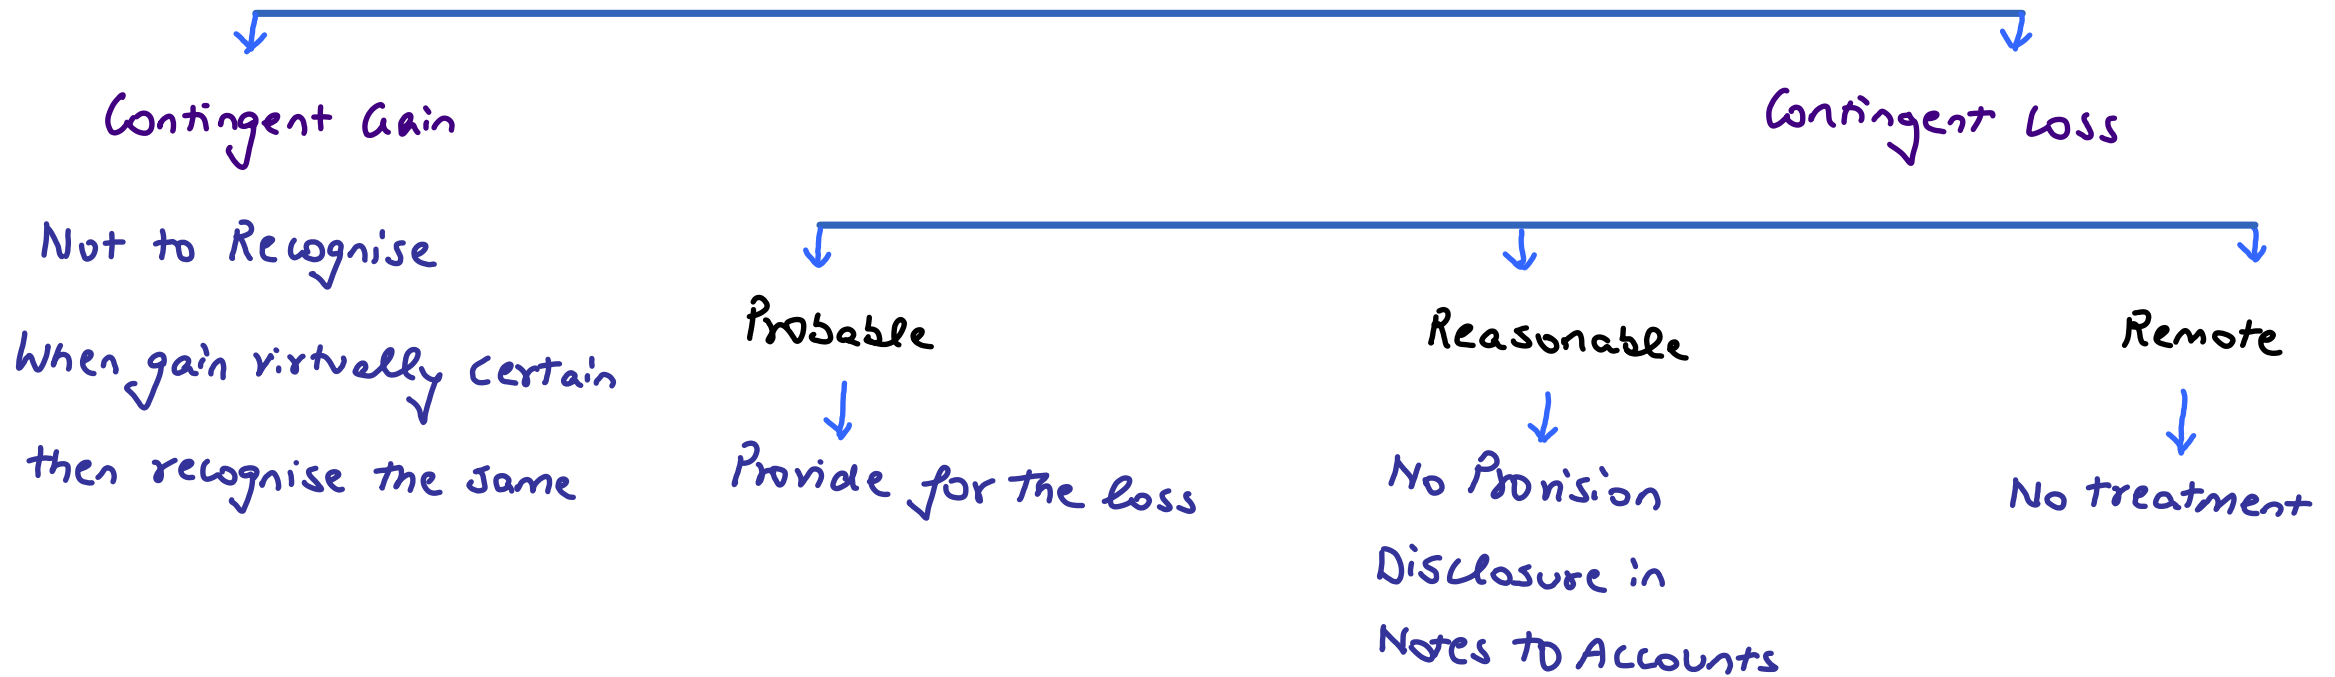 Contingent Gain
Contingent Loss
Not to Recognise
When gain virtually certain
then recognise the same
Probable
Reasonable
Remote
Provide for the loss
No Provision
Disclosure in
Notes to Accounts
No treatment